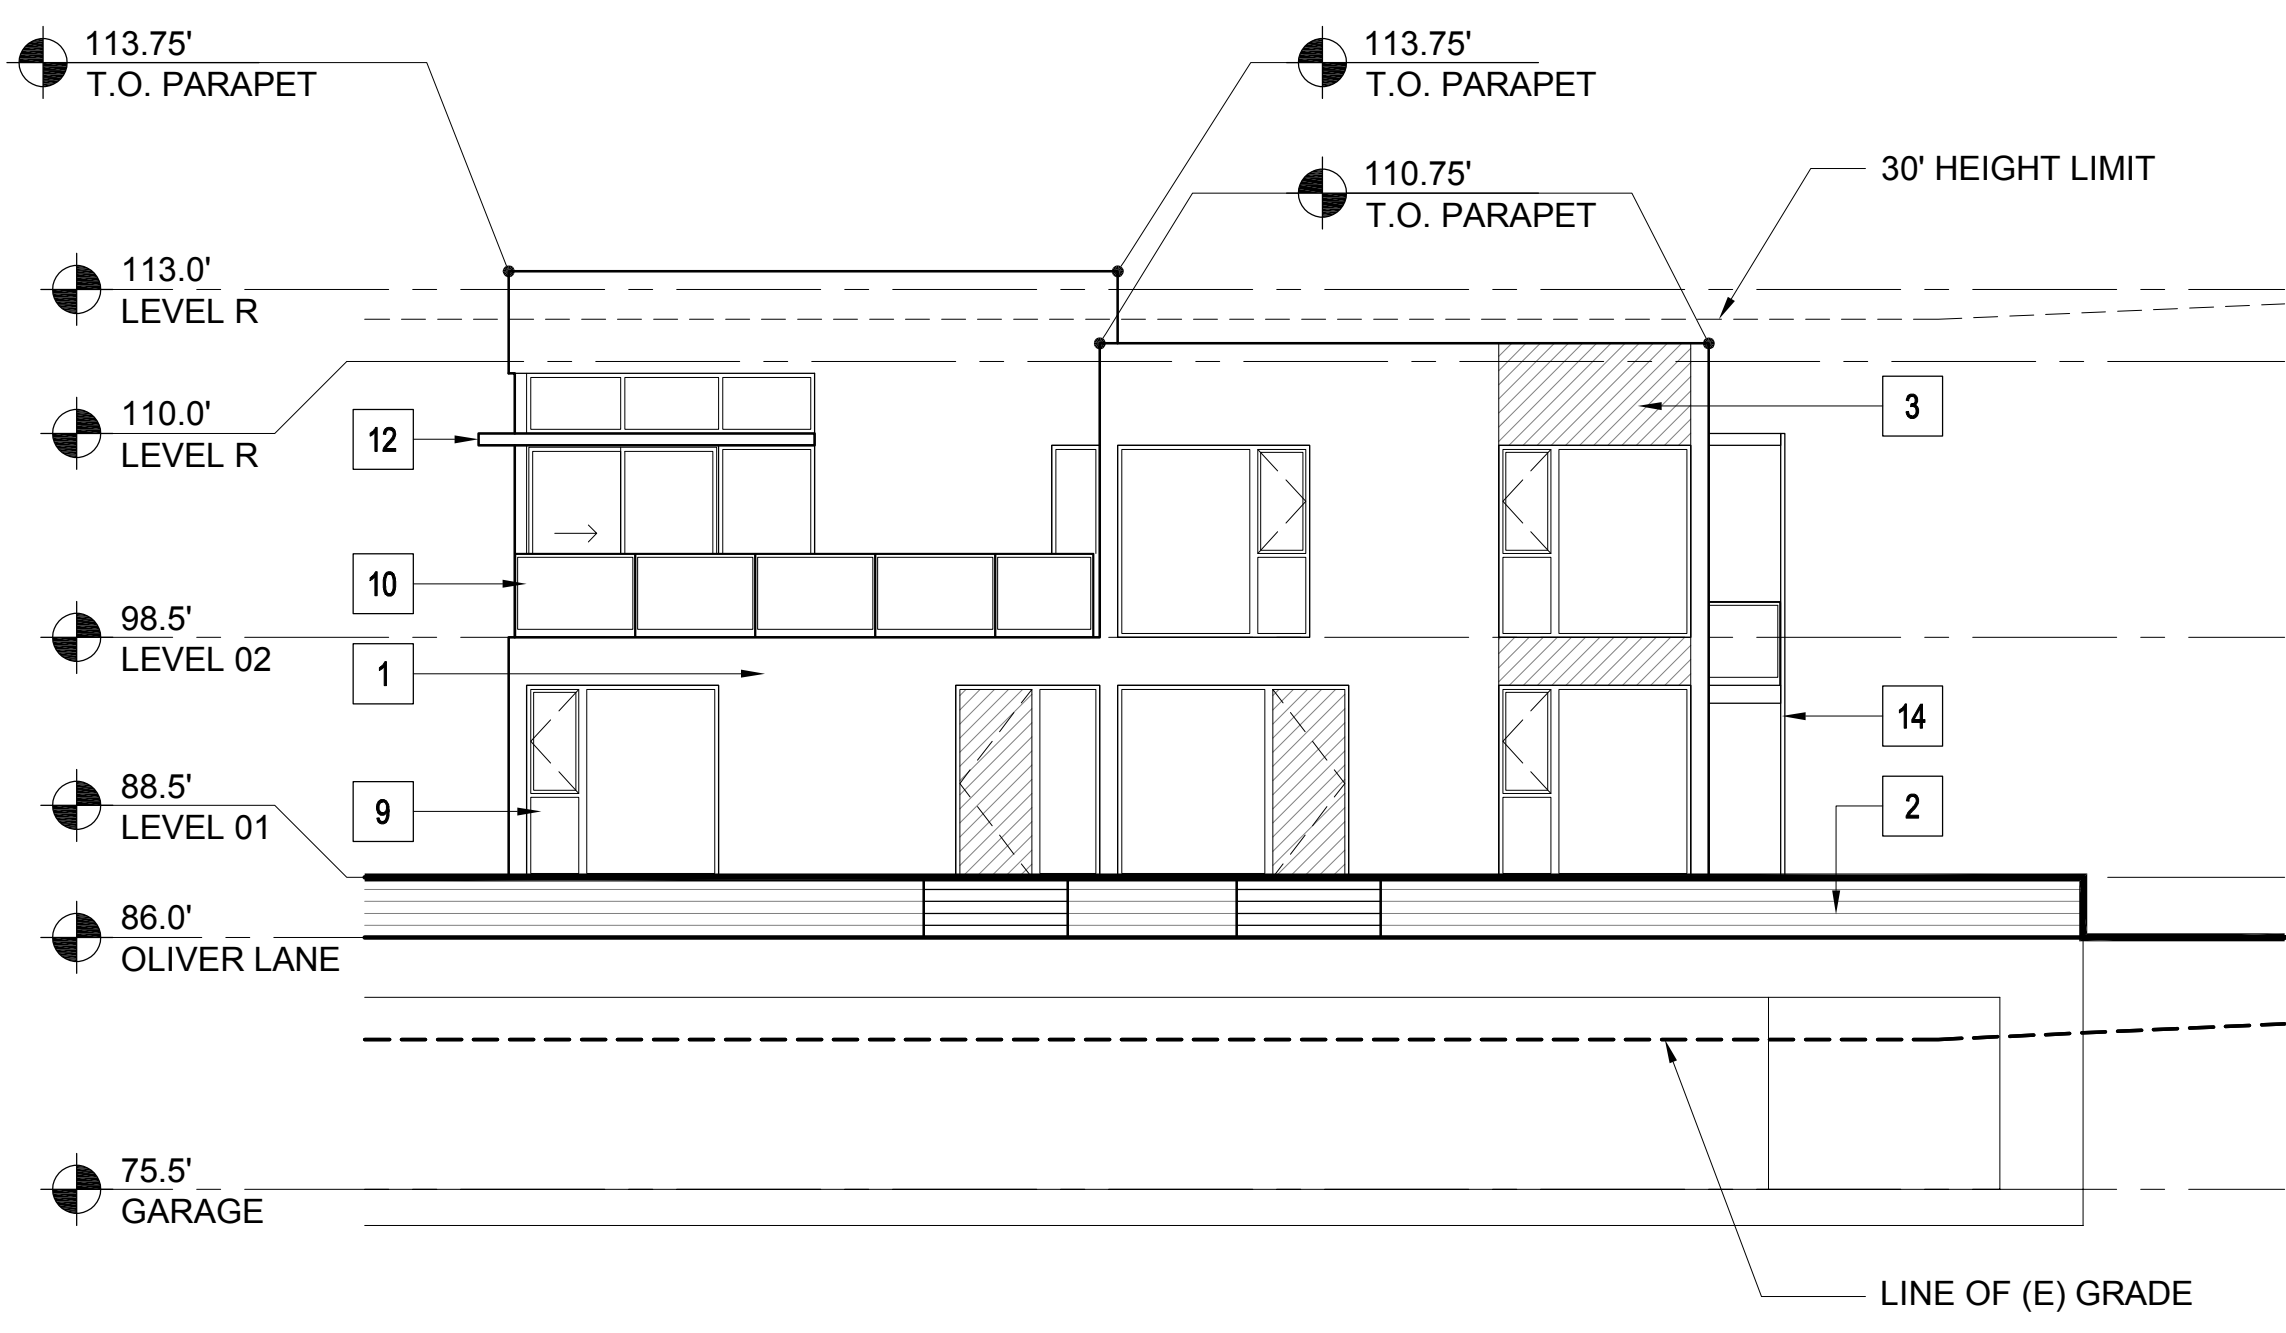 113.75'
T.O. PARAPET
113.75'
T.O. PARAPET
110.75'
T.O. PARAPET
30' HEIGHT LIMIT
113.0'
LEVEL R
110.0'
LEVEL R
12
3
10
98.5'
LEVEL 02
1
14
88.5'
LEVEL 01
9
2
86.0'
OLIVER LANE
75.5'
GARAGE
LINE OF (E) GRADE